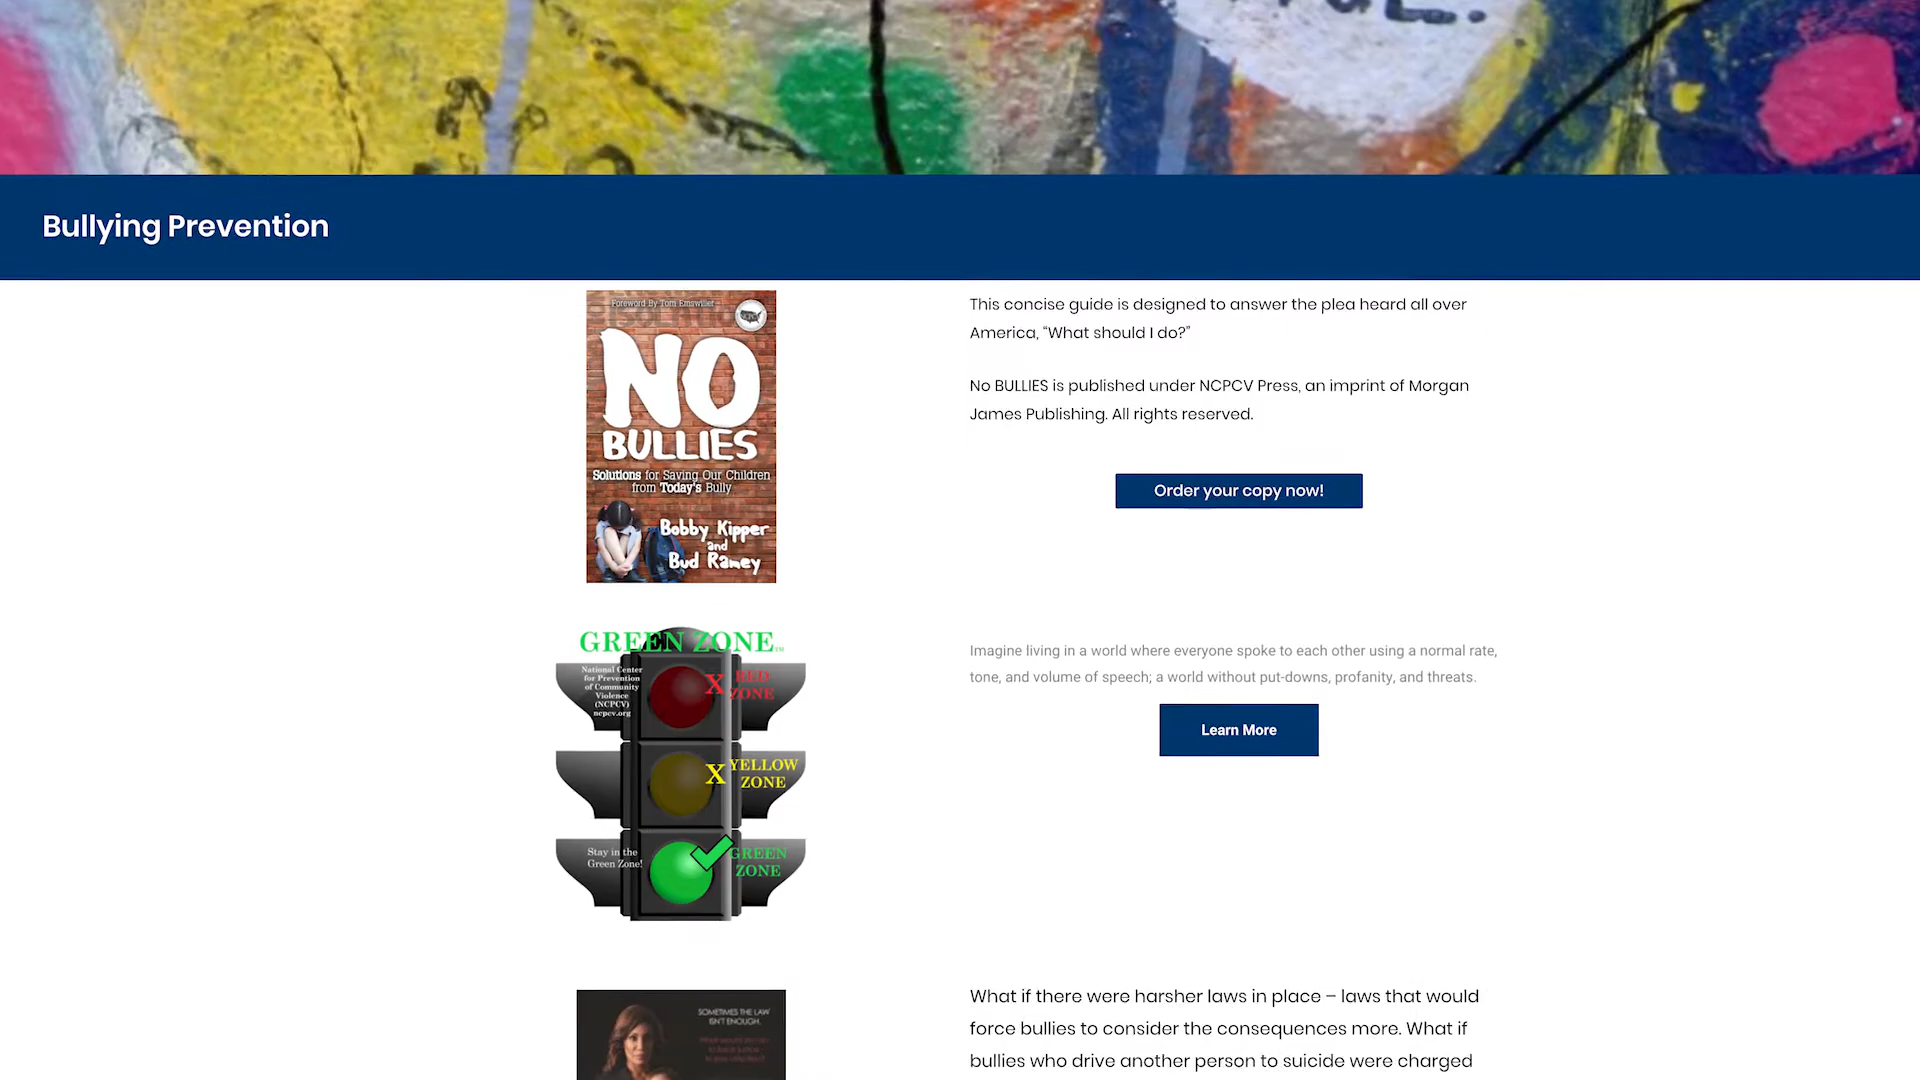 Bullying Prevention
Foreword By Tom Emswiller
NCPCV
NO
BULLIES
Solutions for Saving Our Children
from Today's Bully
Bobby Kipper
and
Bud Ramey
This concise guide is designed to answer the plea heard all over
America, “What should I do?”
No BULLIES is published under NCPCV Press, an imprint of Morgan
James Publishing. All rights reserved.
Order your copy now!
GREEN ZONE™
National Center
for Prevention
of Community
Violence
(NCPCV)
ncpcv.org
X RED
ZONE
X YELLOW
ZONE
Stay in the
Green Zone!
GREEN
ZONE
Imagine living in a world where everyone spoke to each other using a normal rate,
tone, and volume of speech; a world without put-downs, profanity, and threats.
Learn More
SOMETIMES THE LAW
ISN'T ENOUGH.
What if there were harsher laws in place – laws that would
force bullies to consider the consequences more. What if
bullies who drive another person to suicide were charged